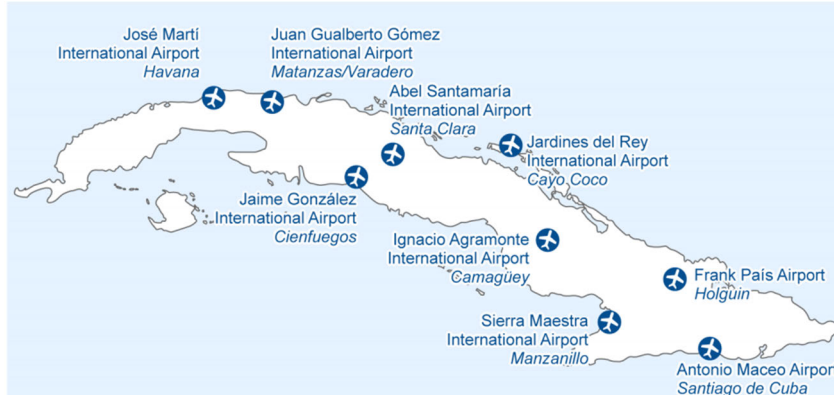 José Martí
International Airport
Havana
Juan Gualberto Gómez
International Airport
Matanzas/Varadero
Abel Santamaría
International Airport
Santa Clara
Jardines del Rey
International Airport
Cayo Coco
Jaime González
International Airport
Cienfuegos
Ignacio Agramonte
International Airport
Camagüey
Frank País Airport
Holguin
Sierra Maestra
International Airport
Manzanillo
Antonio Maceo Airport
Santiago de Cuba